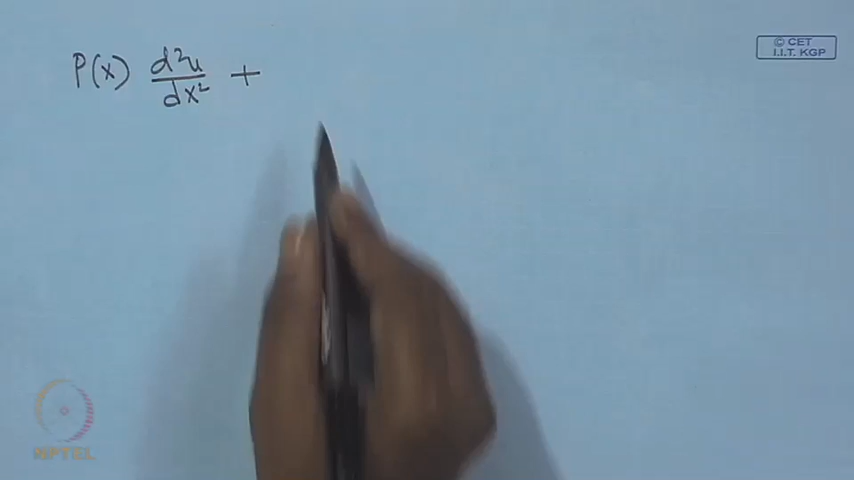 © CET
I.I.T. KGP
P(x) d²u/dx² +
NPTEL